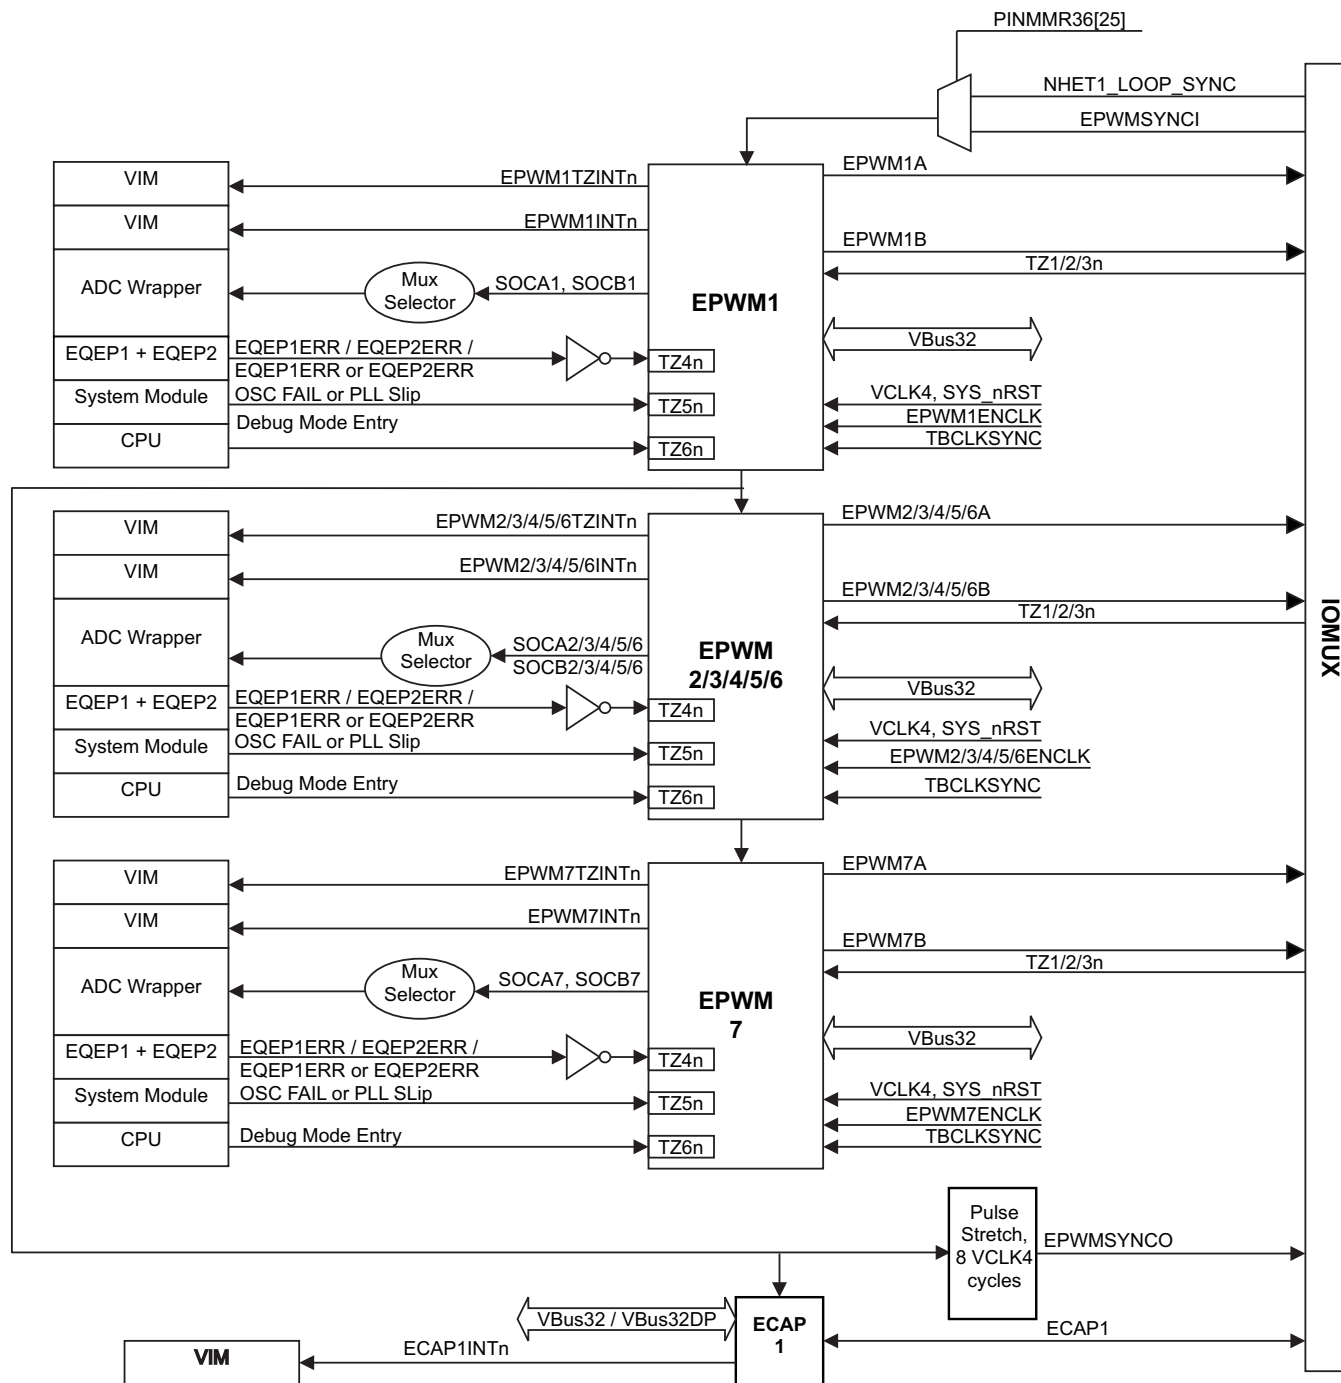 PINMMR36[25]
NHET1_LOOP_SYNC
EPWMSYNCI
VIM
EPWM1TZINTn
EPWM1A
VIM
EPWM1INTn
EPWM1B
TZ1/2/3n
ADC Wrapper
Mux
Selector
SOCA1, SOCB1
EPWM1
VBus32
EQEP1 + EQEP2
EQEP1ERR / EQEP2ERR /
EQEP1ERR or EQEP2ERR
TZ4n
System Module
OSC FAIL or PLL Slip
TZ5n
VCLK4, SYS_nRST
EPWM1ENCLK
TBCLKSYNC
CPU
Debug Mode Entry
TZ6n
VIM
EPWM2/3/4/5/6TZINTn
EPWM2/3/4/5/6A
VIM
EPWM2/3/4/5/6INTn
EPWM2/3/4/5/6B
TZ1/2/3n
IOMUX
ADC Wrapper
Mux
Selector
SOCA2/3/4/5/6
SOCB2/3/4/5/6
EPWM
2/3/4/5/6
VBus32
EQEP1 + EQEP2
EQEP1ERR / EQEP2ERR /
EQEP1ERR or EQEP2ERR
TZ4n
System Module
OSC FAIL or PLL Slip
TZ5n
VCLK4, SYS_nRST
EPWM2/3/4/5/6ENCLK
TBCLKSYNC
CPU
Debug Mode Entry
TZ6n
VIM
EPWM7TZINTn
EPWM7A
VIM
EPWM7INTn
EPWM7B
TZ1/2/3n
ADC Wrapper
Mux
Selector
SOCA7, SOCB7
EPWM
7
VBus32
EQEP1 + EQEP2
EQEP1ERR / EQEP2ERR /
EQEP1ERR or EQEP2ERR
TZ4n
System Module
OSC FAIL or PLL SLip
TZ5n
VCLK4, SYS_nRST
EPWM7ENCLK
TBCLKSYNC
CPU
Debug Mode Entry
TZ6n
Pulse
Stretch,
8 VCLK4
cycles
EPWMSYNCO
VBus32 / VBus32DP
ECAP
1
ECAP1
VIM
ECAP1INTn